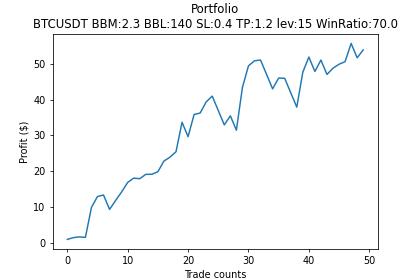 Portfolio
BTCUSDT BBM:2.3 BBL:140 SL:0.4 TP:1.2 lev:15 WinRatio:70.0
Profit ($)
50
40
30
20
10
0
0 10 20 30 40 50
Trade counts